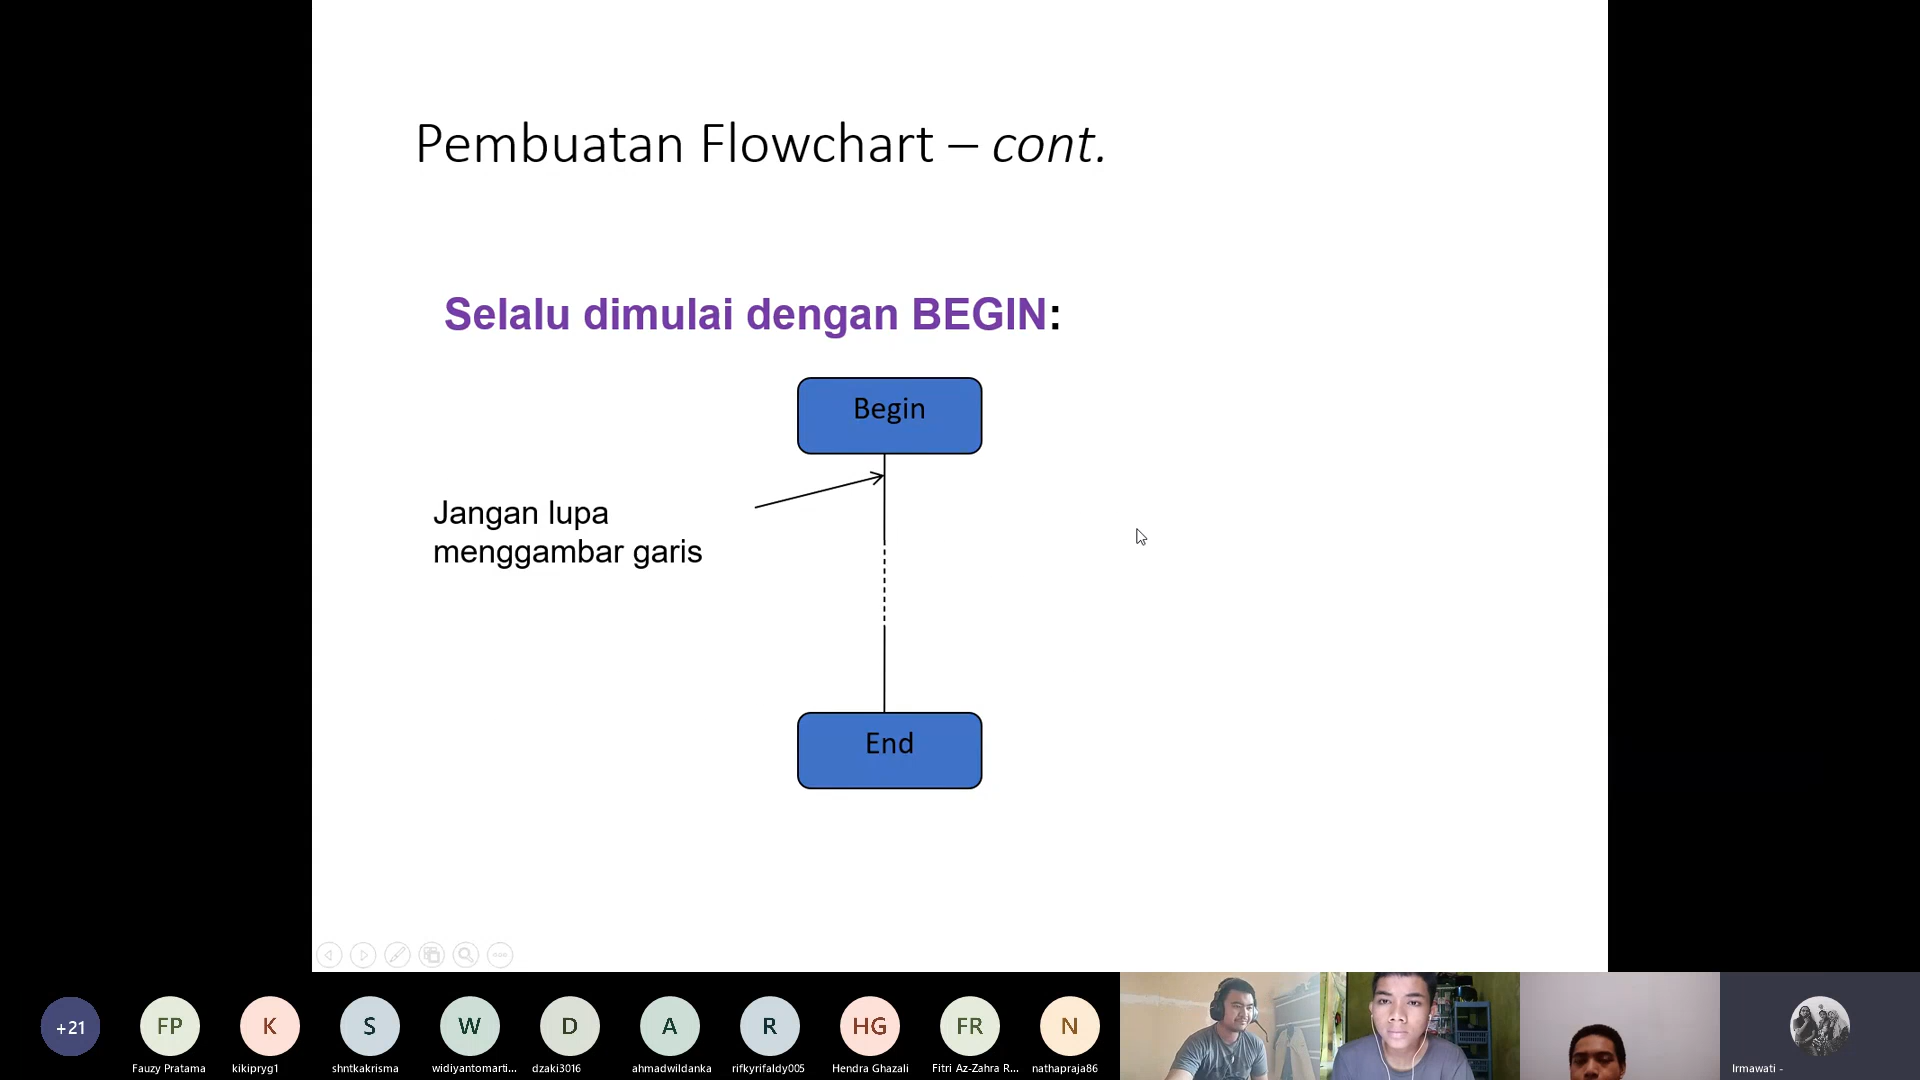 Pembuatan Flowchart – cont.
Selalu dimulai dengan BEGIN:
Begin
Jangan lupa
menggambar garis
End
+21
FP
K
S
W
D
A
R
HG
FR
N
Fauzy Pratama
kikipryg1
shntkakrisma
widiyantomarti...
dzaki3016
ahmadwildanka
rifkyrifaldy005
Hendra Ghazali
Fitri Az-Zahra R...
nathapraja86
Irmawati -